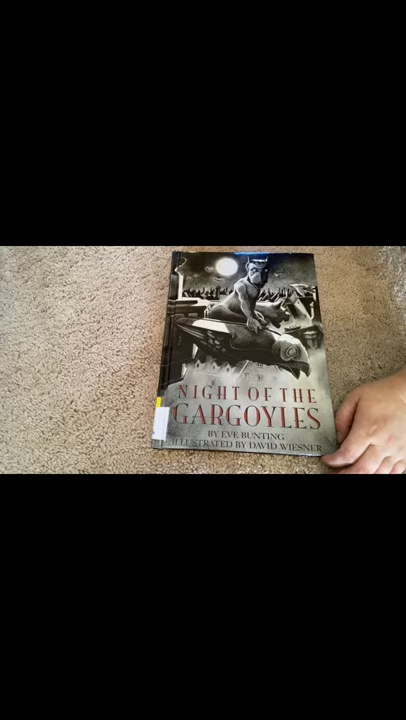 NIGHT OF THE
GARGOYLES
BY EVE BUNTING
ILLUSTRATED BY DAVID WIESNER